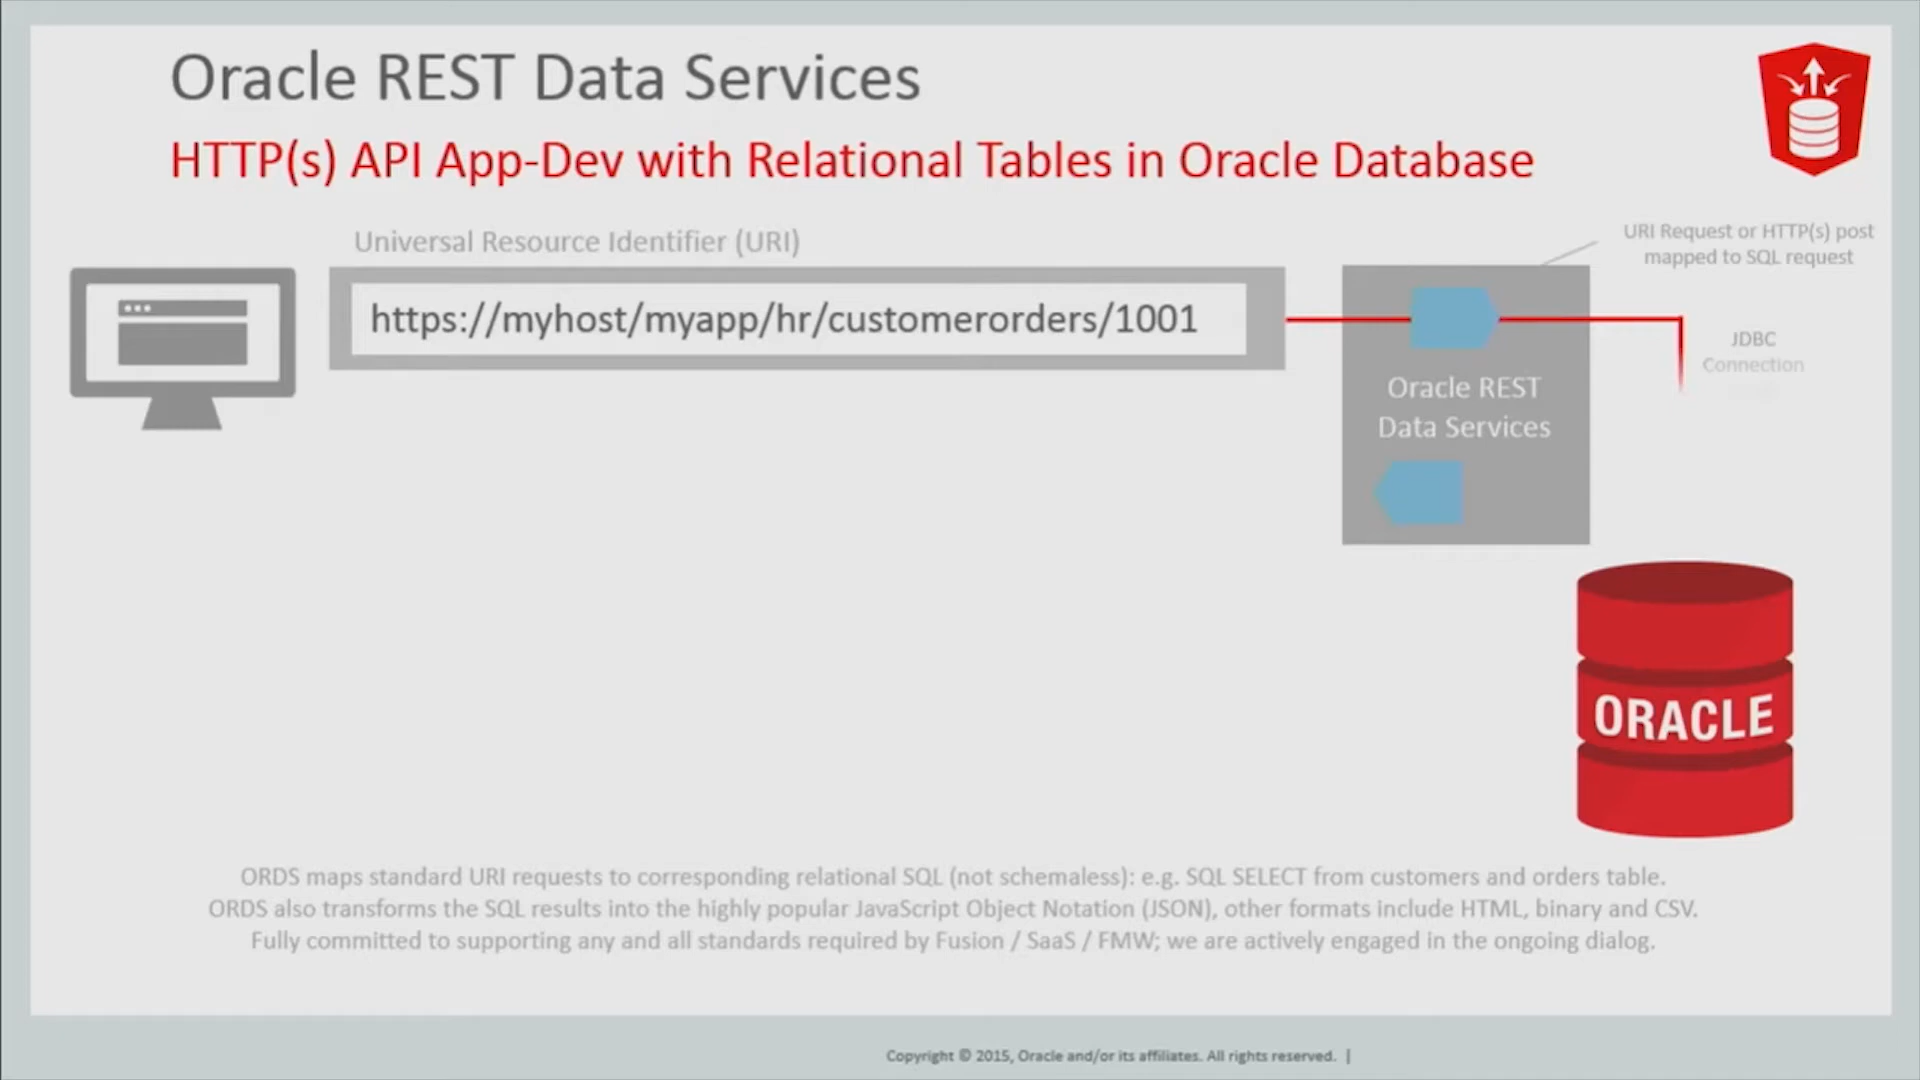 Oracle REST Data Services
HTTP(s) API App-Dev with Relational Tables in Oracle Database
Universal Resource Identifier (URI)
URI Request or HTTP(s) post
mapped to SQL request
https://myhost/myapp/hr/customerorders/1001
JDBC
Connection
Oracle REST
Data Services
ORACLE
ORDS maps standard URI requests to corresponding relational SQL (not schemaless): e.g. SQL SELECT from customers and orders table.
ORDS also transforms the SQL results into the highly popular JavaScript Object Notation (JSON), other formats include HTML, binary and CSV.
Fully committed to supporting any and all standards required by Fusion / SaaS / FMW; we are actively engaged in the ongoing dialog.
Copyright © 2015, Oracle and/or its affiliates. All rights reserved. |